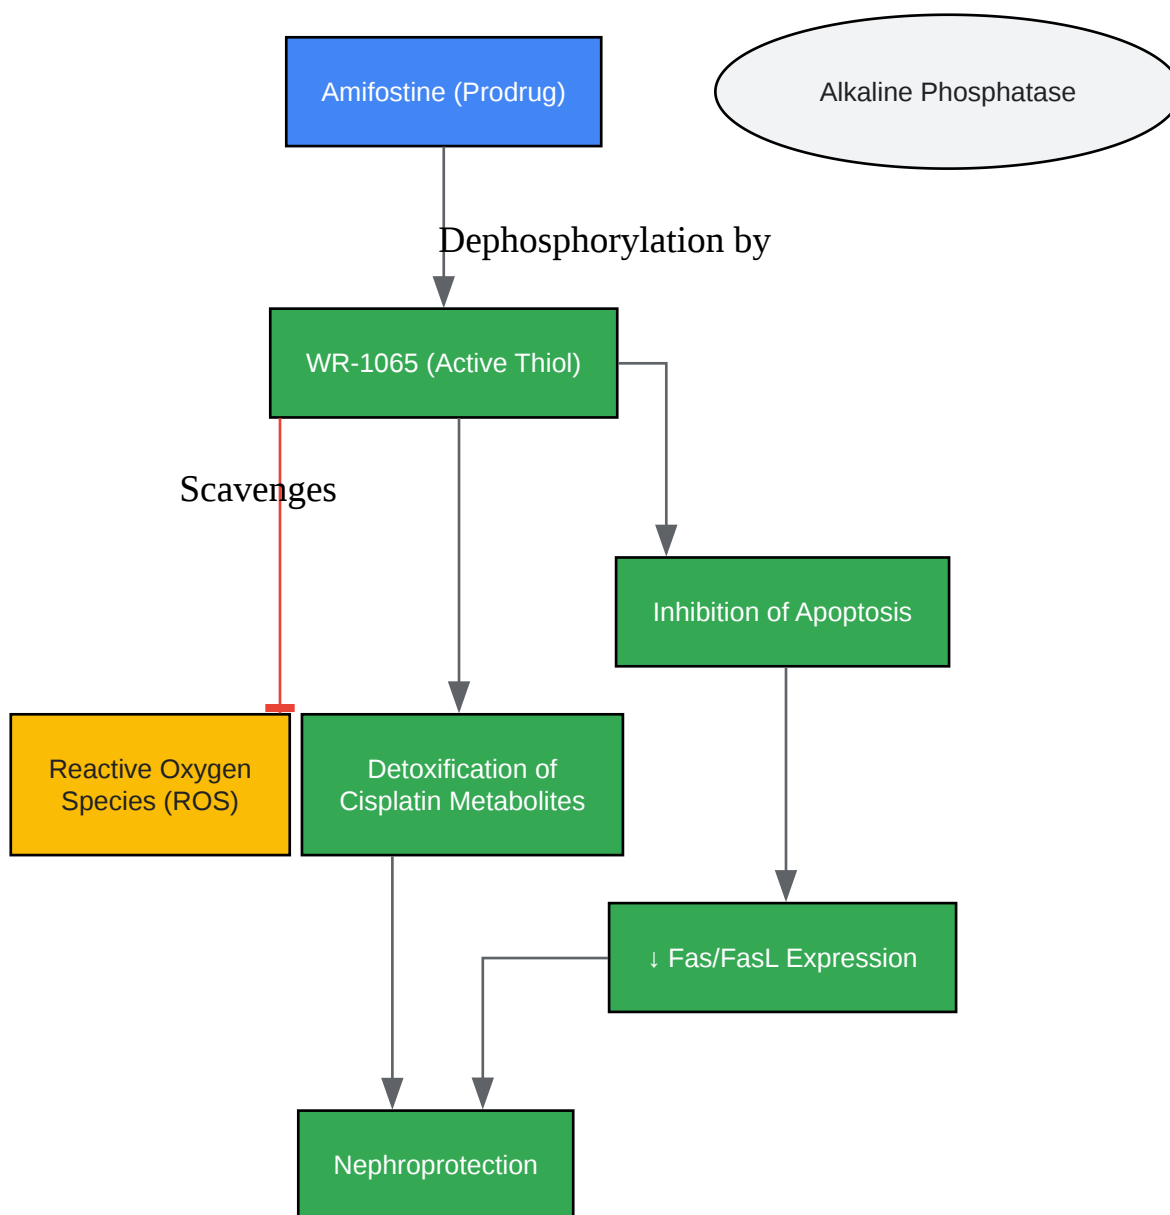 Amifostine (Prodrug)
Alkaline Phosphatase
Dephosphorylation by
WR-1065 (Active Thiol)
Scavenges
Inhibition of Apoptosis
Reactive Oxygen
Species (ROS)
Detoxification of
Cisplatin Metabolites
↓ Fas/FasL Expression
Nephroprotection